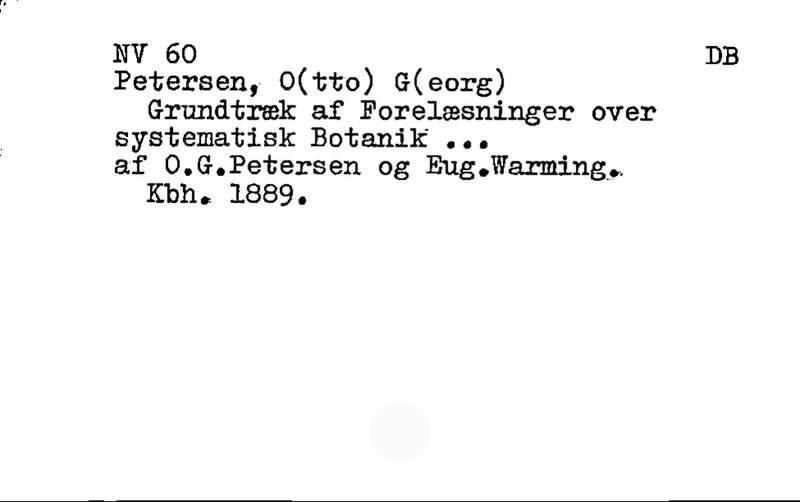 NV 60 DB
Petersen, O(tto) G(eorg)
Grundtræk af Forelæsninger over
systematisk Botanik ...
af O.G.Petersen og Eug.Warming.
Kbh. 1889.